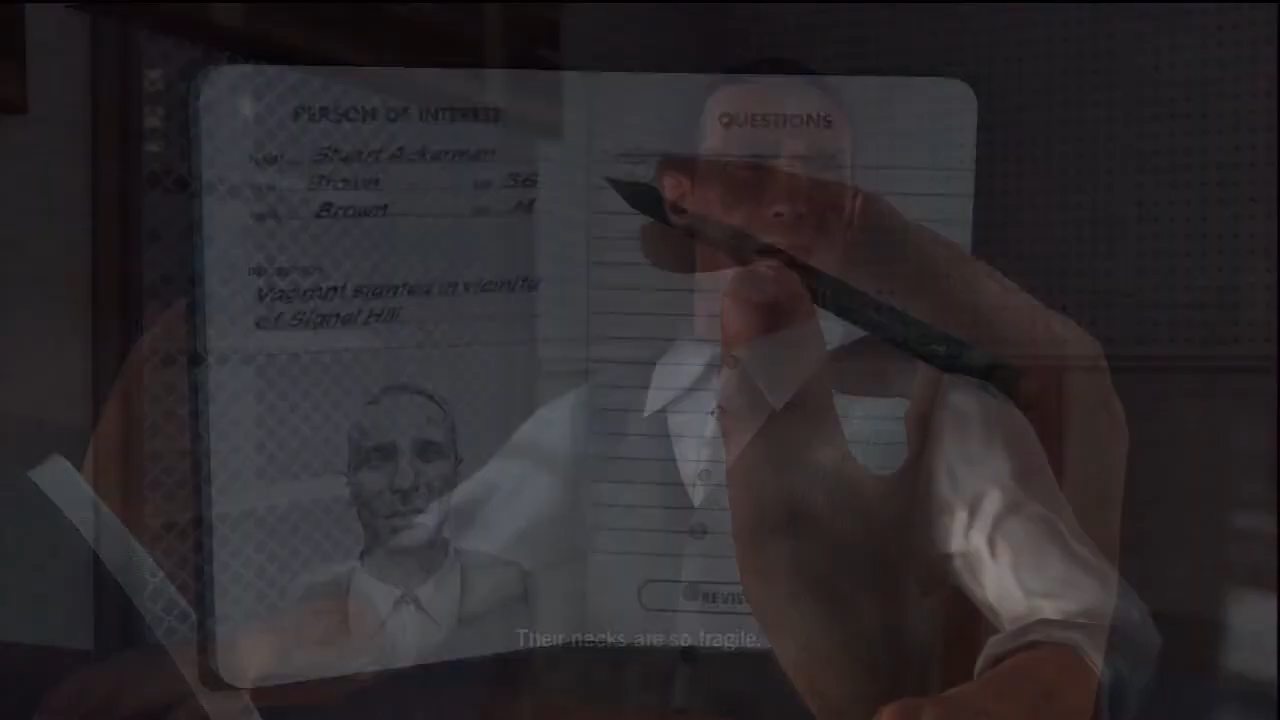 PERSON OF INTEREST
Stuart Ackerman
Brown 56
Brown M
Vagrant sighted in vicinity
of Signal Hill
QUESTIONS
Their necks are so fragile.